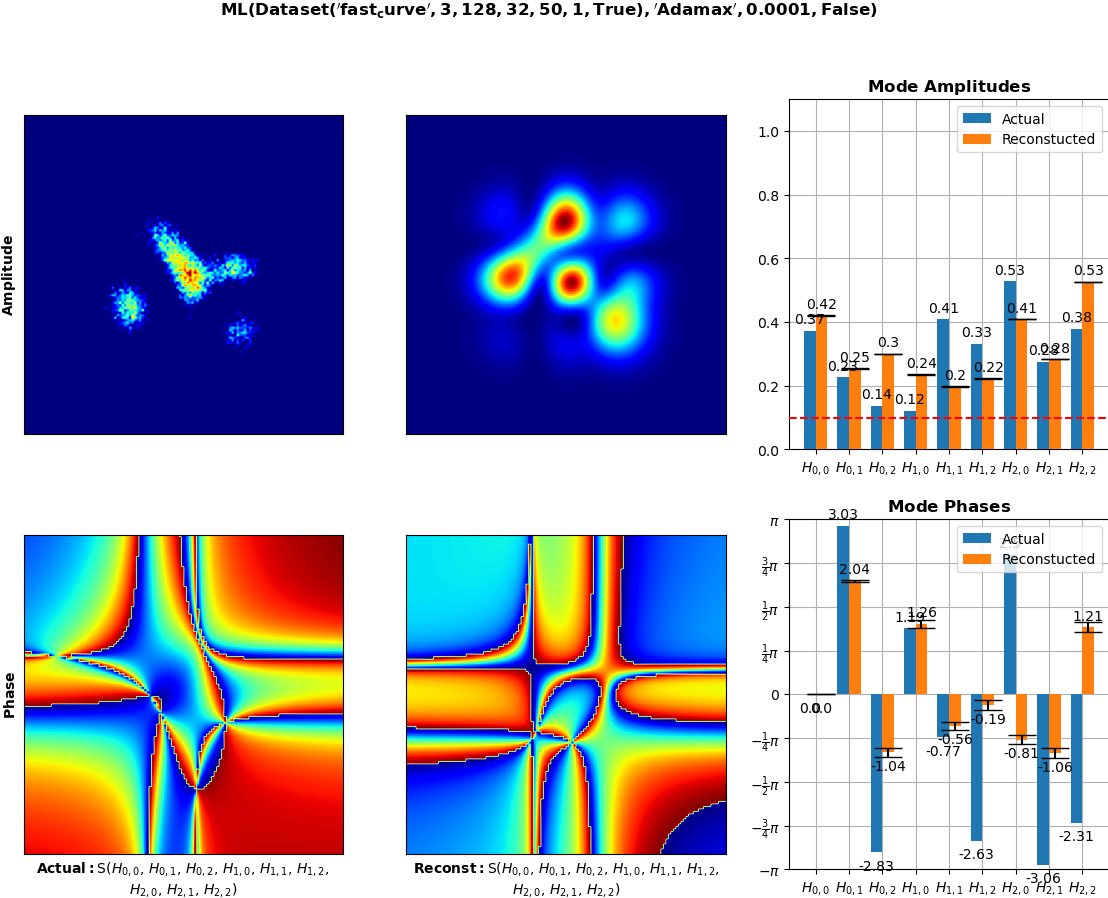 ML(Dataset('fast_curve', 3, 128, 32, 50, 1, True), 'Adamax', 0.0001, False)
Amplitude
Mode Amplitudes
Actual
Reconstucted
1.0
0.8
0.6
0.4
0.2
0.0
0.37
0.42
0.23
0.25
0.14
0.3
0.12
0.24
0.41
0.2
0.33
0.22
0.53
0.41
0.28
0.28
0.38
0.53
H0,0 H0,1 H0,2 H1,0 H1,1 H1,2 H2,0 H2,1 H2,2
Phase
Mode Phases
Actual
Reconstucted
π
3/4π
1/2π
1/4π
0
−1/4π
−1/2π
−3/4π
−π
0.0
0.0
3.03
2.04
-2.83
-1.04
1.26
-0.77
-0.56
-2.63
-0.19
-0.81
-3.06
-1.06
-2.31
1.21
H0,0 H0,1 H0,2 H1,0 H1,1 H1,2 H2,0 H2,1 H2,2
Actual: S(H0,0, H0,1, H0,2, H1,0, H1,1, H1,2,
H2,0, H2,1, H2,2)
Reconst: S(H0,0, H0,1, H0,2, H1,0, H1,1, H1,2,
H2,0, H2,1, H2,2)